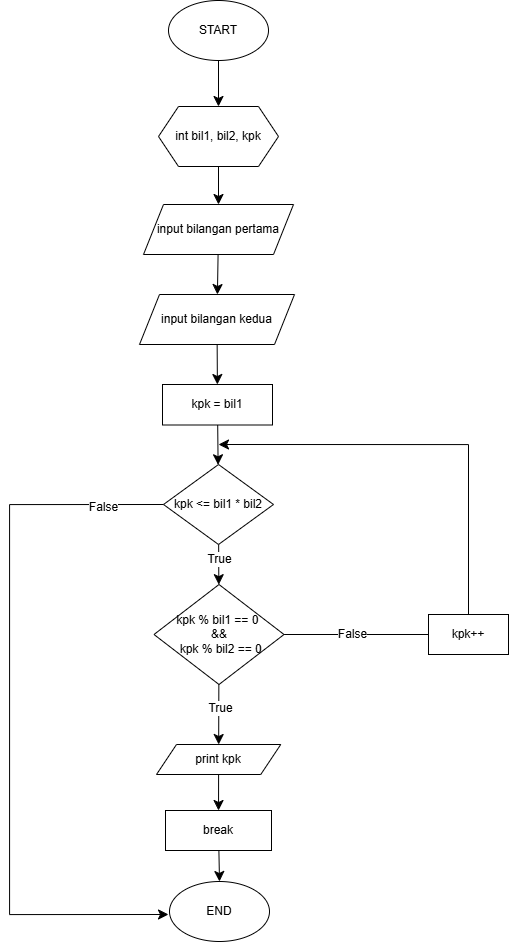 START
int bil1, bil2, kpk
input bilangan pertama
input bilangan kedua
kpk = bil1
kpk <= bil1 * bil2
False
True
kpk % bil1 == 0
&&
kpk % bil2 == 0
False
kpk++
True
print kpk
break
END